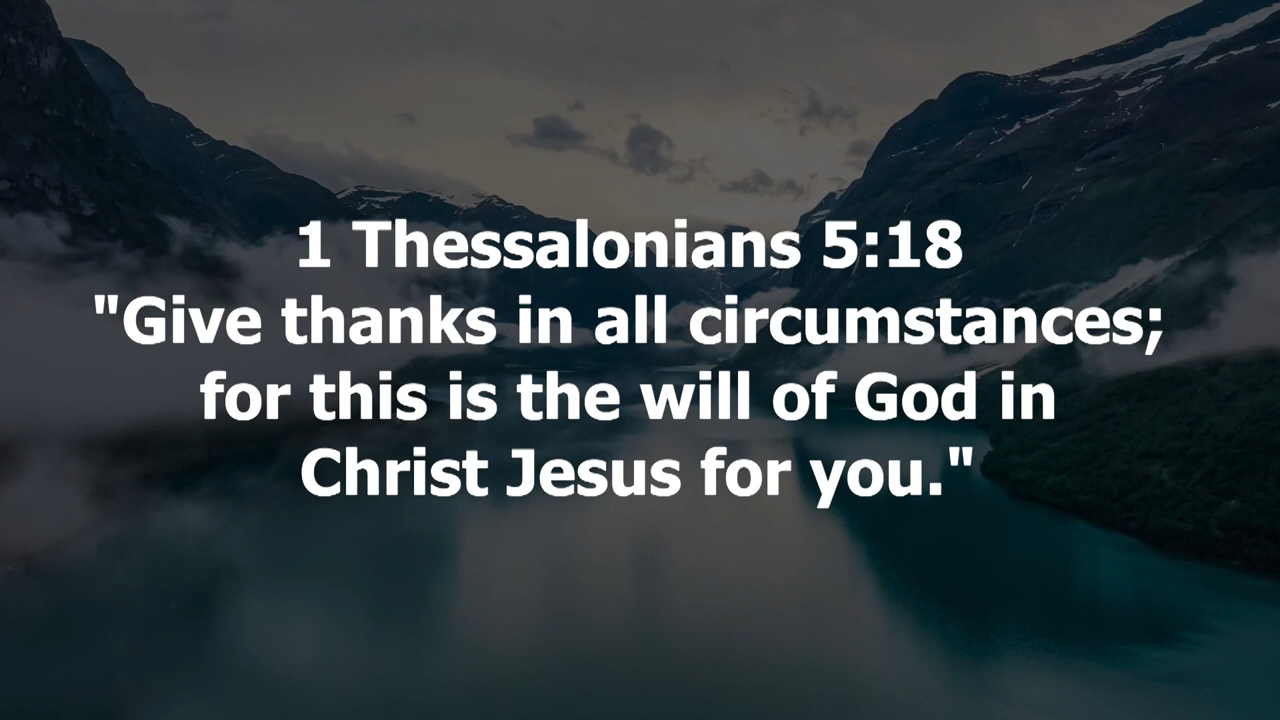 1 Thessalonians 5:18
"Give thanks in all circumstances;
for this is the will of God in
Christ Jesus for you."